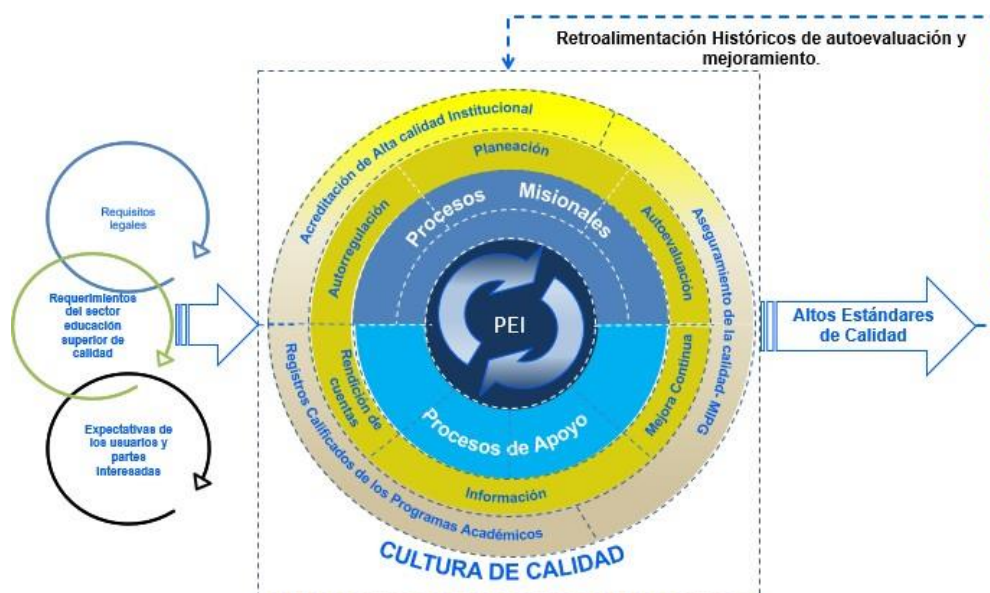 Retroalimentación Históricos de autoevaluación y
mejoramiento.
Requisitos
legales
Requerimientos
del sector
educación
superior de
calidad
Expectativas de
los usuarios y
partes
interesadas
Acreditación de Alta calidad Institucional
Aseguramiento de la calidad- MIPG
Registros Calificados de los Programas Académicos
Planeación
Autorregulación
Autoevaluación
Rendición de
cuentas
Mejora Continua
Información
Procesos Misionales
PEI
Procesos de Apoyo
CULTURA DE CALIDAD
Altos Estándares
de Calidad